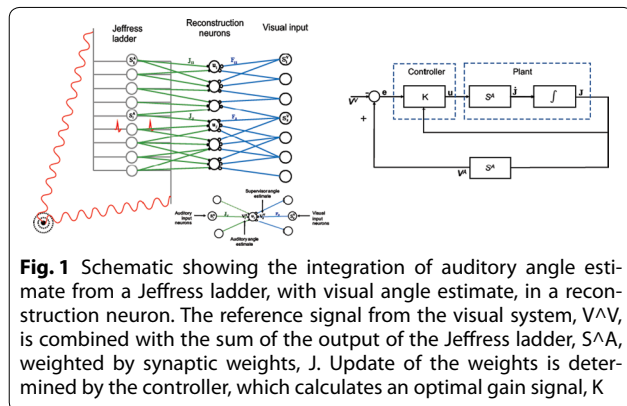 Jeffress
ladder
Reconstruction
neurons
Visual input
Controller
Plant
K
S^A
∫
e
u
j
J
V^V
+
V^A
S^A
Supervisor angle
estimate
Auditory
input
neurons
Visual
input
neurons
Auditory angle
estimate
Fig. 1 Schematic showing the integration of auditory angle esti-
mate from a Jeffress ladder, with visual angle estimate, in a recon-
struction neuron. The reference signal from the visual system, V^V,
is combined with the sum of the output of the Jeffress ladder, S^A,
weighted by synaptic weights, J. Update of the weights is deter-
mined by the controller, which calculates an optimal gain signal, K